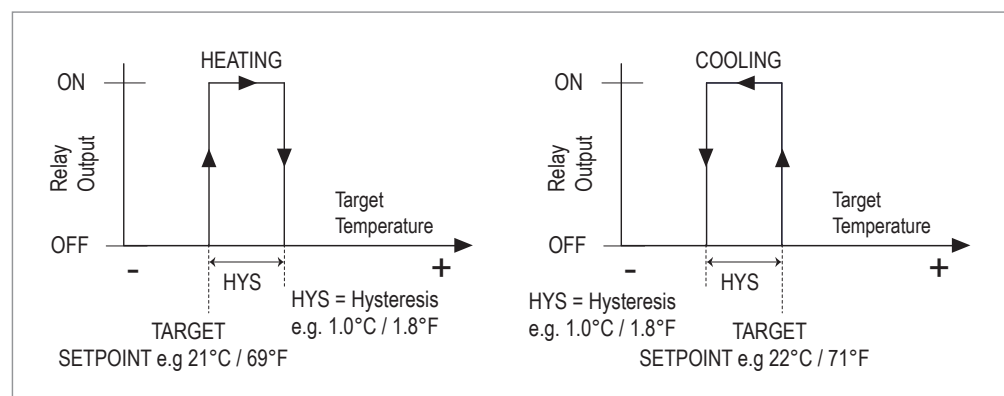 HEATING
ON
Relay
Output
Target
Temperature
OFF
-
+
HYS
HYS = Hysteresis
e.g. 1.0°C / 1.8°F
TARGET
SETPOINT e.g 21°C / 69°F
COOLING
ON
Relay
Output
Target
Temperature
OFF
-
+
HYS
HYS = Hysteresis
e.g. 1.0°C / 1.8°F
TARGET
SETPOINT e.g 22°C / 71°F